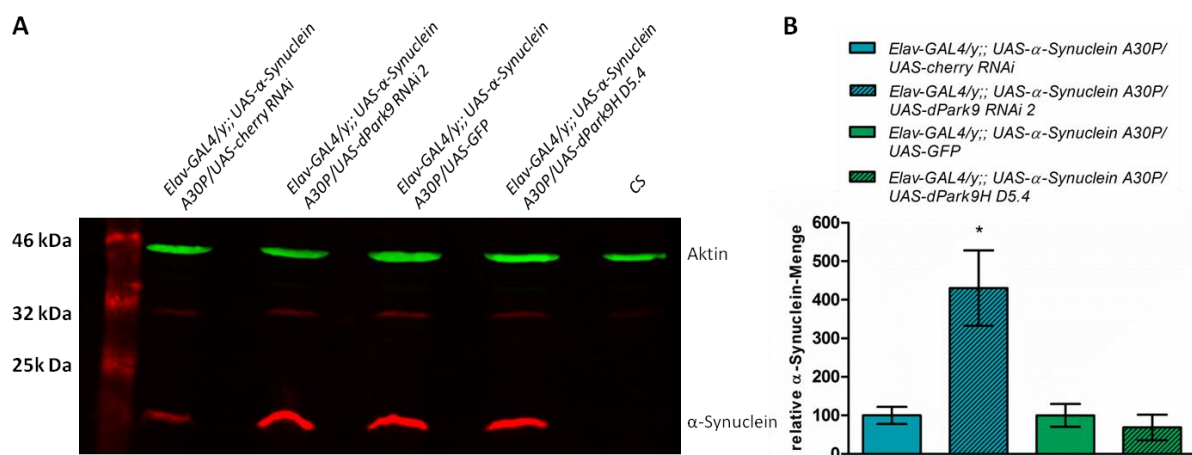 A
Elav-GAL4/y;; UAS-α-Synuclein
A30P/UAS-cherry RNAi
Elav-GAL4/y;; UAS-α-Synuclein
A30P/UAS-dPark9 RNAi 2
Elav-GAL4/y;; UAS-α-Synuclein
A30P/UAS-GFP
Elav-GAL4/y;; UAS-α-Synuclein
A30P/UAS-dPark9H D5.4
CS
46 kDa
32 kDa
25k Da
Aktin
α-Synuclein
B
Elav-GAL4/y;; UAS-α-Synuclein A30P/
UAS-cherry RNAi
Elav-GAL4/y;; UAS-α-Synuclein A30P/
UAS-dPark9 RNAi 2
Elav-GAL4/y;; UAS-α-Synuclein A30P/
UAS-GFP
Elav-GAL4/y;; UAS-α-Synuclein A30P/
UAS-dPark9H D5.4
relative α-Synuclein-Menge
600
500
400
300
200
100
0
*